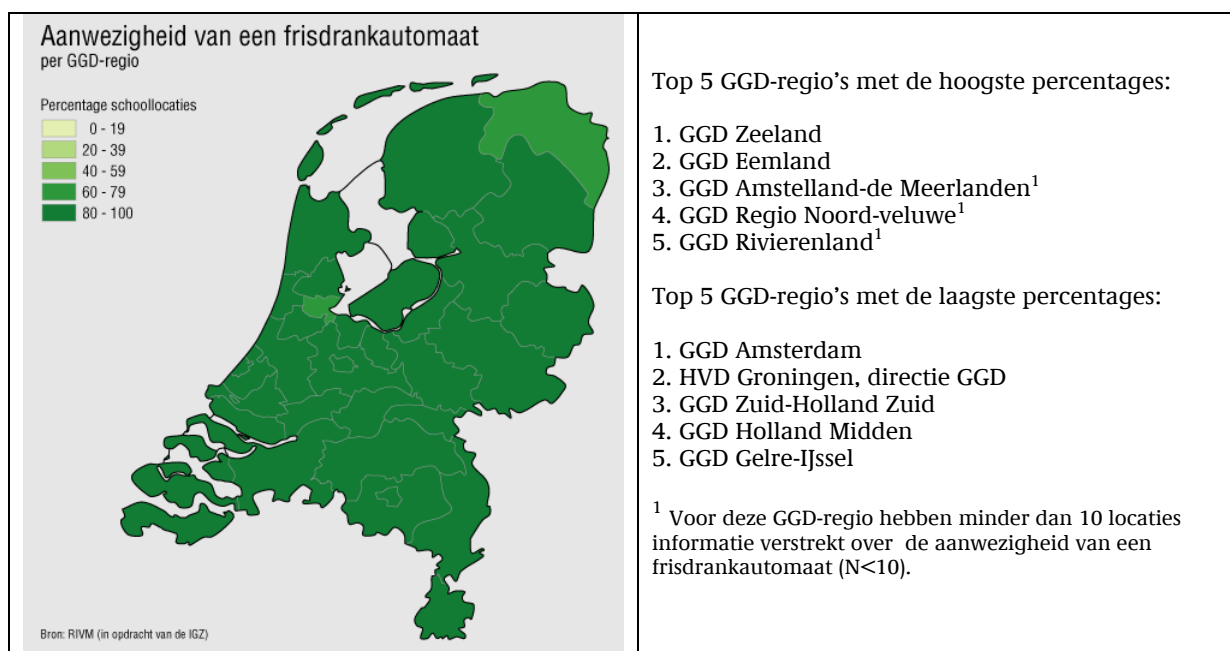 Aanwezigheid van een frisdrankautomaat
per GGD-regio
Percentage schoollocaties
0 - 19
20 - 39
40 - 59
60 - 79
80 - 100
Bron: RIVM (in opdracht van de IGZ)
Top 5 GGD-regio's met de hoogste percentages:
1. GGD Zeeland
2. GGD Eemland
3. GGD Amstelland-de Meerlanden¹
4. GGD Regio Noord-veluwe¹
5. GGD Rivierenland¹
Top 5 GGD-regio's met de laagste percentages:
1. GGD Amsterdam
2. HVD Groningen, directie GGD
3. GGD Zuid-Holland Zuid
4. GGD Holland Midden
5. GGD Gelre-IJssel
¹ Voor deze GGD-regio hebben minder dan 10 locaties
informatie verstrekt over de aanwezigheid van een
frisdrankautomaat (N<10).